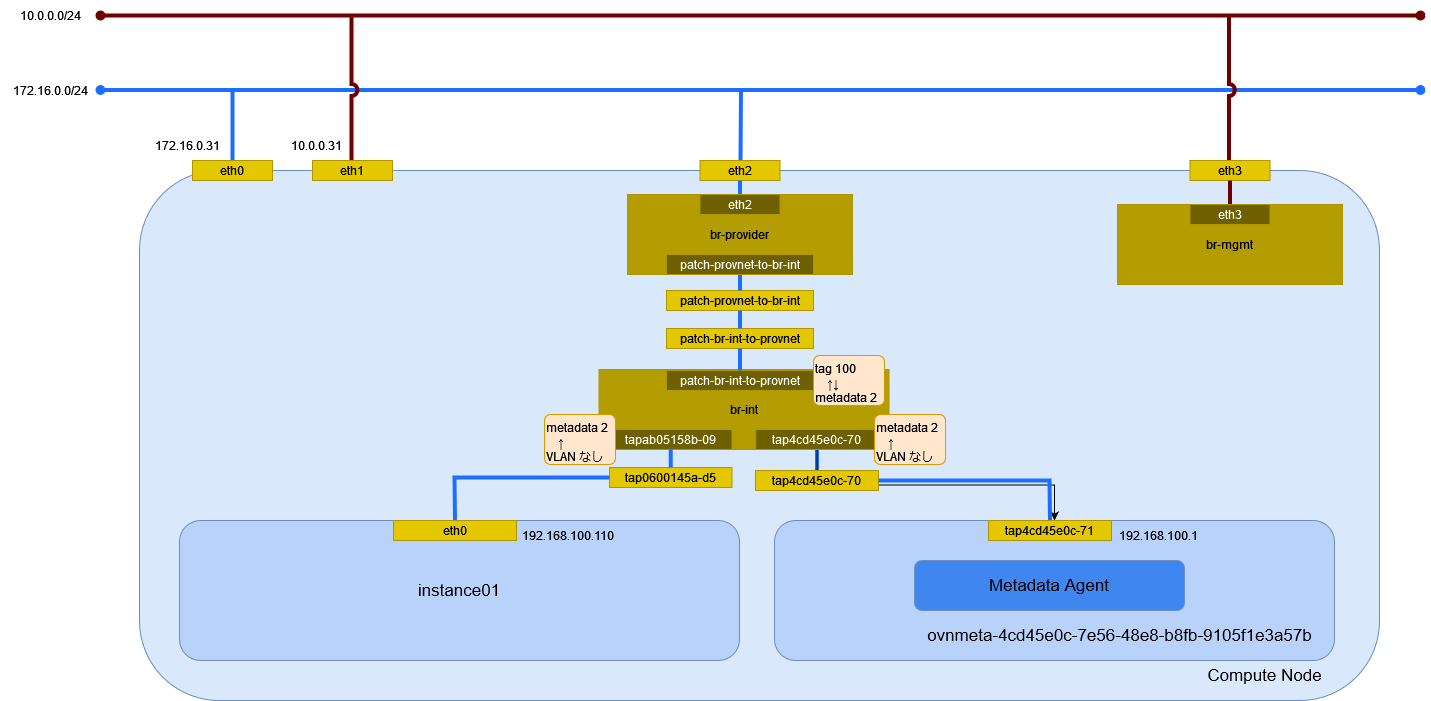 10.0.0.0/24
172.16.0.0/24
172.16.0.31
10.0.0.31
eth0
eth1
eth2
eth3
eth2
br-provider
patch-provnet-to-br-int
eth3
br-mgmt
patch-provnet-to-br-int
patch-br-int-to-provnet
patch-br-int-to-provnet
tag 100
↑↓
metadata 2
br-int
metadata 2
↑
VLAN なし
tapab05158b-09
tap4cd45e0c-70
metadata 2
↑
VLAN なし
tap0600145a-d5
tap4cd45e0c-70
eth0
192.168.100.110
instance01
tap4cd45e0c-71
192.168.100.1
Metadata Agent
ovnmeta-4cd45e0c-7e56-48e8-b8fb-9105f1e3a57b
Compute Node